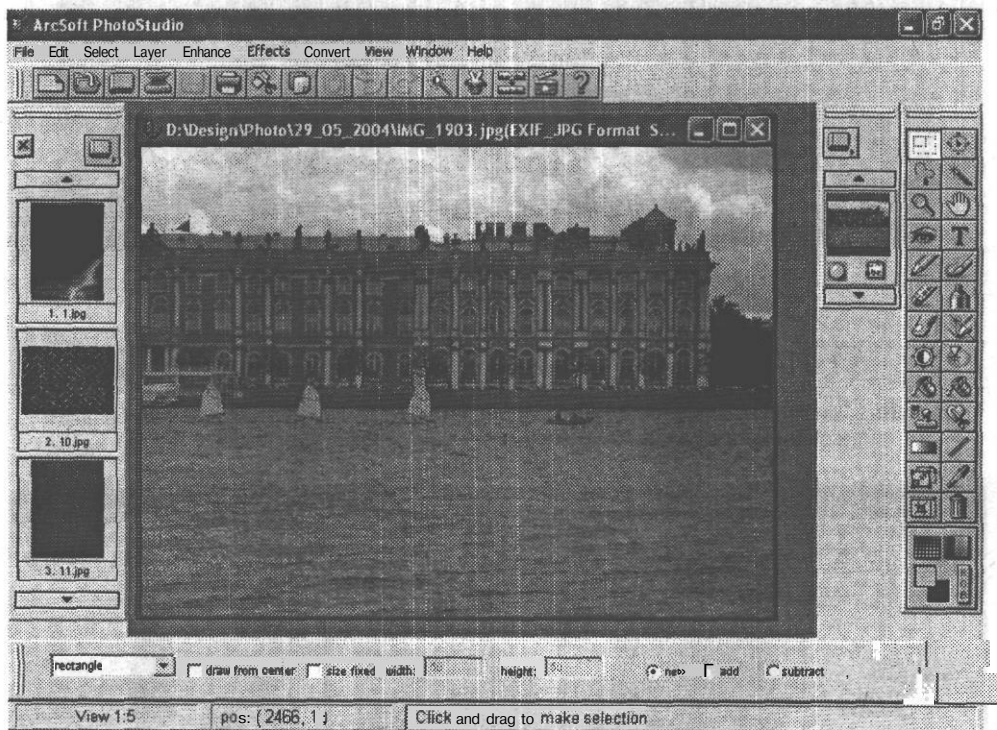 ArcSoft PhotoStudio
File Edit Select Layer Enhance Effects Convert View Window Help
D:\Design\Photo\29_05_2004\IMG_1903.jpg(EXIF_JPG Format S...
1. 1.jpg
2. 10.jpg
3. 11.jpg
T
rectangle draw from center size fixed width: height: new add subtract
View 1:5 pos: (2466, 1) Click and drag to make selection